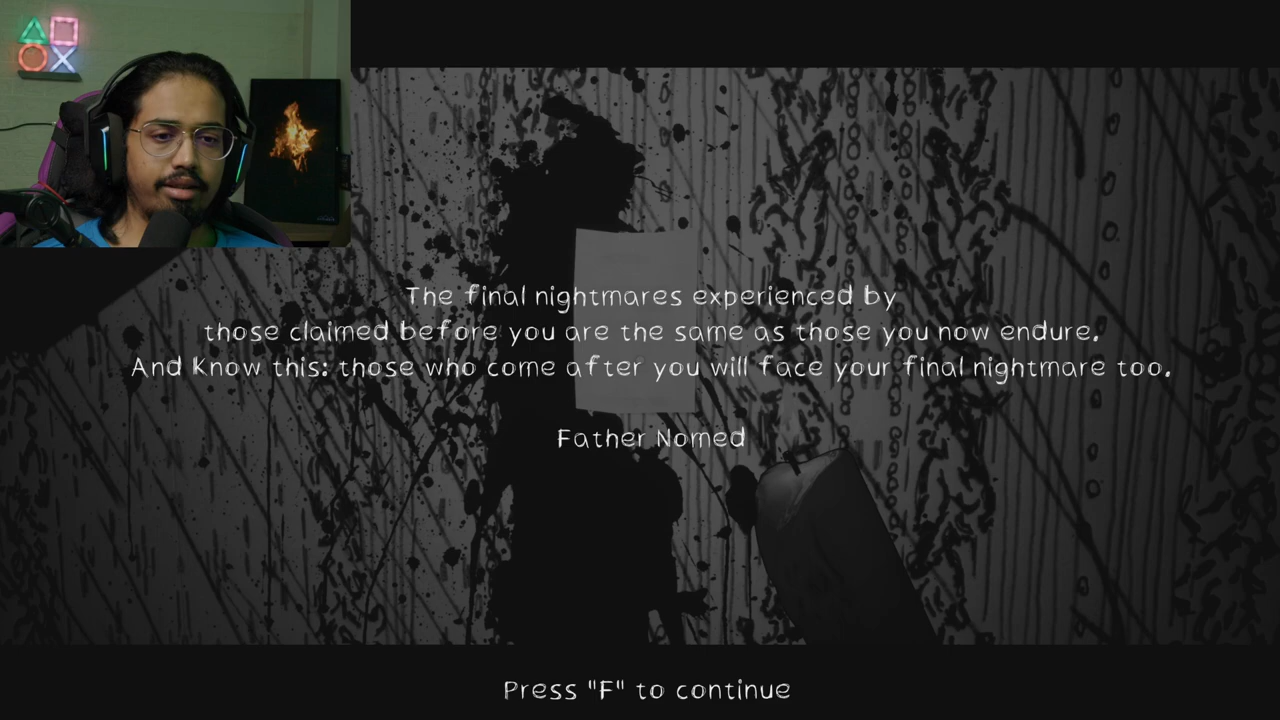 The final nightmares experienced by
those claimed before you are the same as those you now endure.
And know this: those who come after you will face your final nightmare too.
Father Nomed
Press "F" to continue